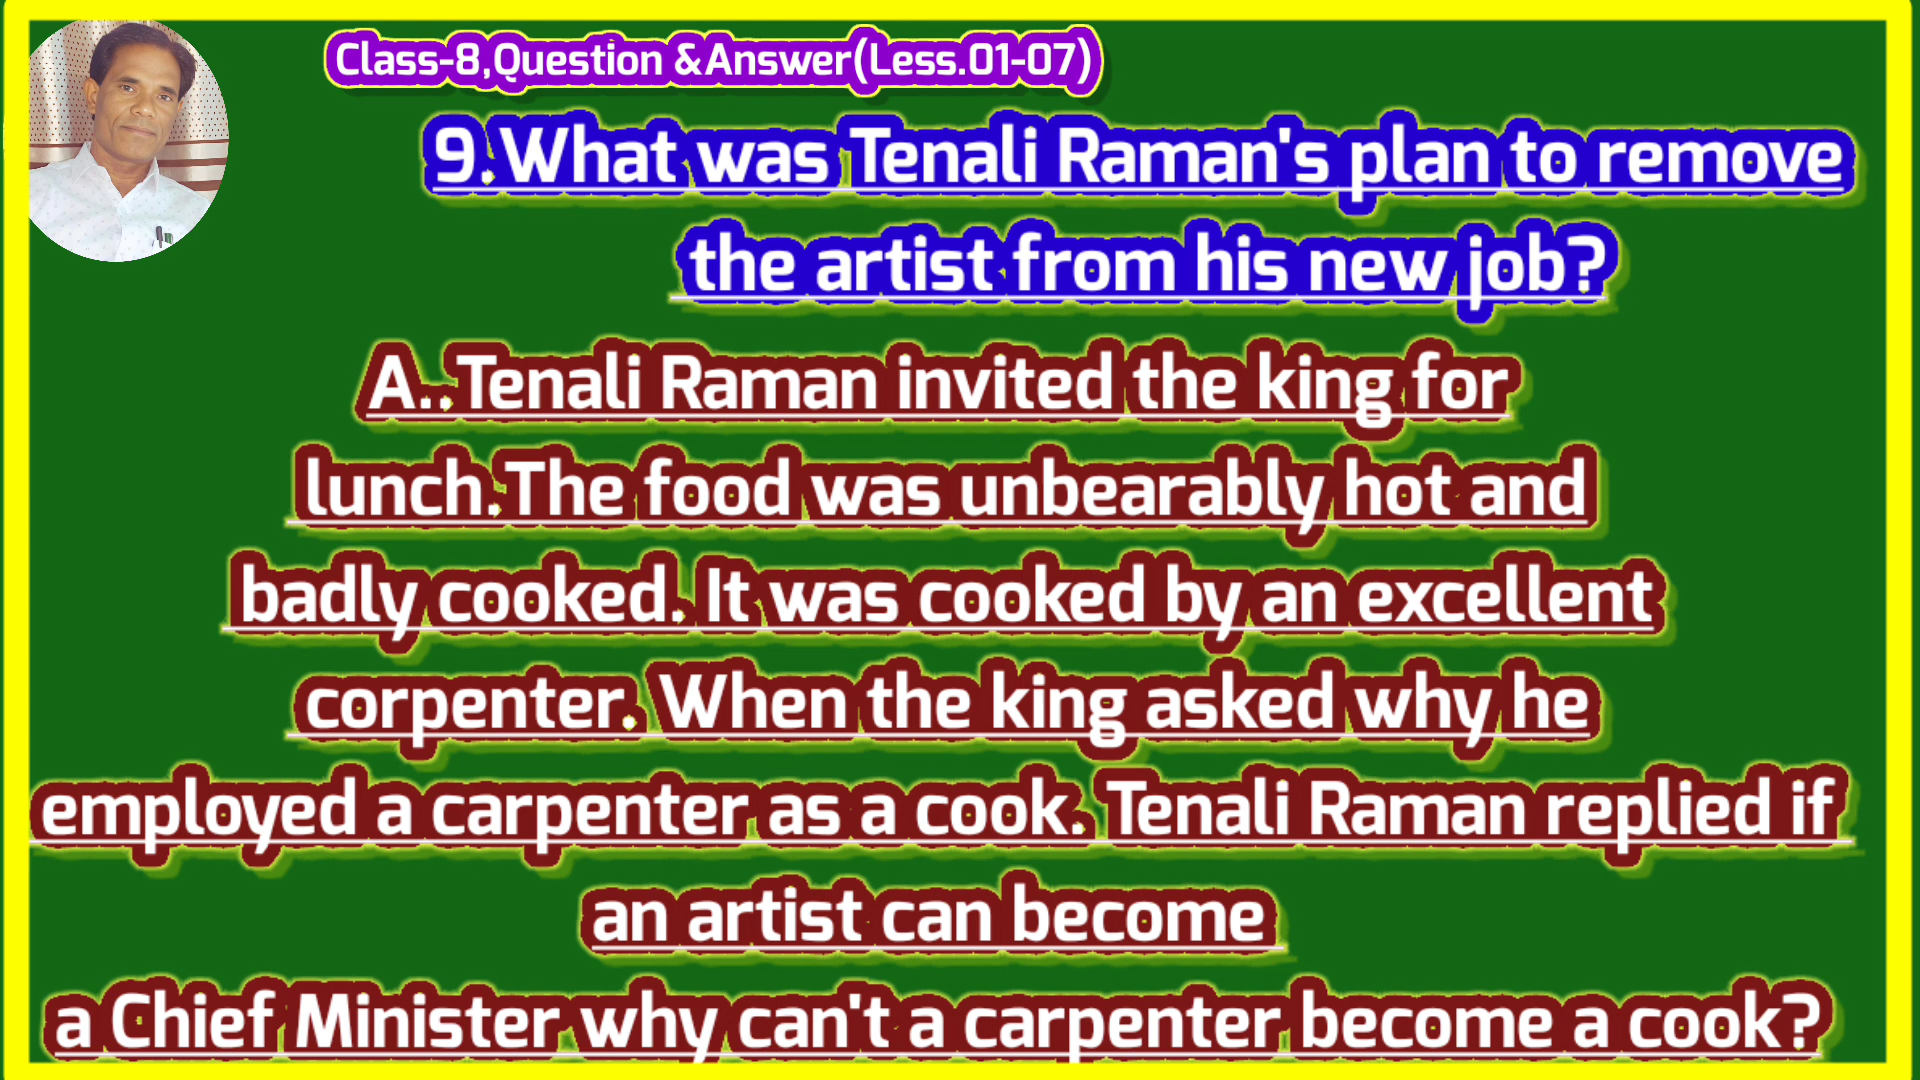 Class-8,Question &Answer(Less.01-07)
9.What was Tenali Raman's plan to remove
the artist from his new job?
A.. Tenali Raman invited the king for
lunch.The food was unbearably hot and
badly cooked. It was cooked by an excellent
corpenter. When the king asked why he
employed a carpenter as a cook. Tenali Raman replied if
an artist can become
a Chief Minister why can't a carpenter become a cook?